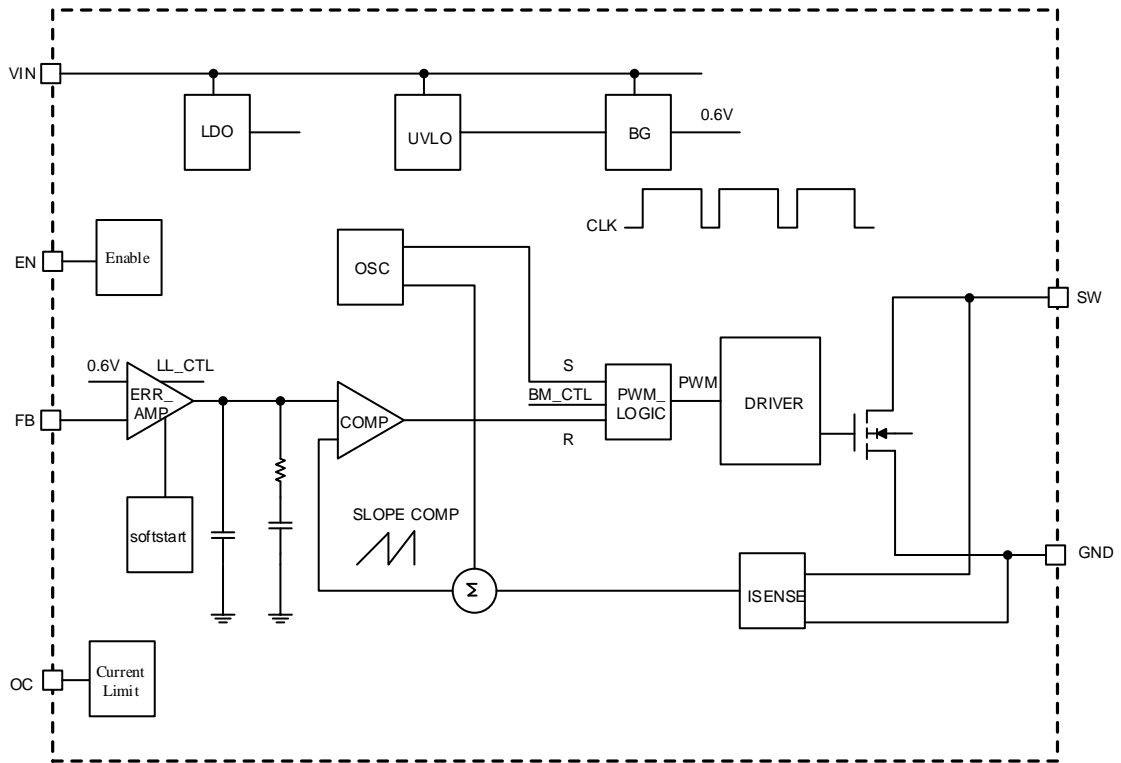 VIN
LDO
UVLO
BG
0.6V
CLK
EN
Enable
OSC
SW
0.6V
LL_CTL
ERR_
AMP
FB
COMP
S
BM_CTL
R
PWM_
LOGIC
PWM
DRIVER
softstart
SLOPE COMP
Σ
ISENSE
GND
OC
Current
Limit